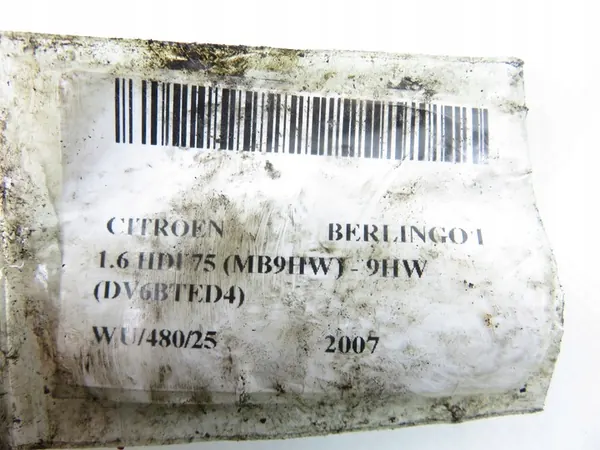 CITROEN BERLINGO I
1.6 HDI 75 (MB9HW) - 9HW
(DV6BTED4)
WU/480/25 2007